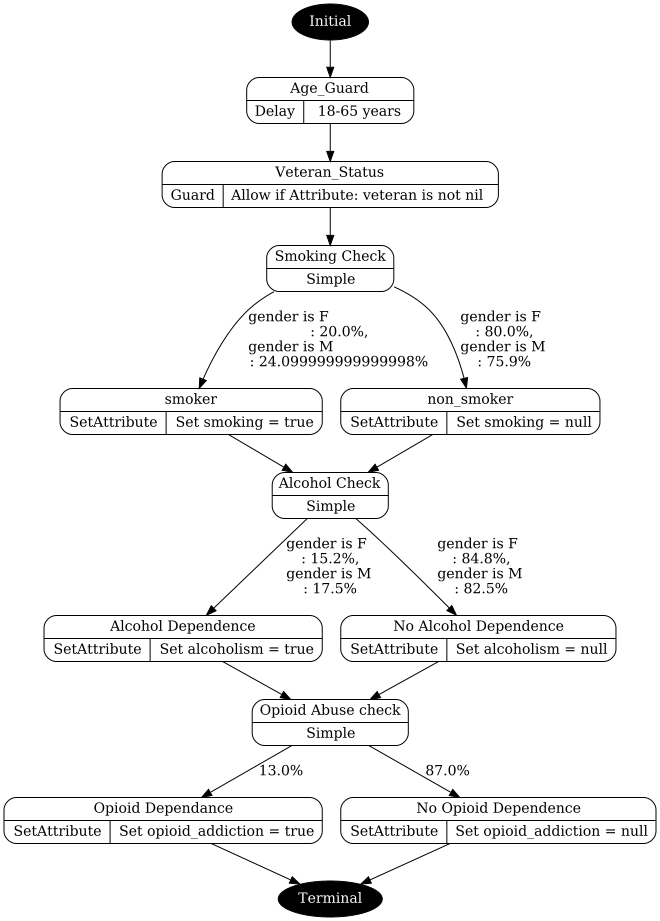 Initial
Age_Guard
Delay 18-65 years
Veteran_Status
Guard Allow if Attribute: veteran is not nil
Smoking Check
Simple
gender is F
: 20.0%,
gender is M
: 24.099999999999998%
gender is F
: 80.0%,
gender is M
: 75.9%
smoker
SetAttribute Set smoking = true
non_smoker
SetAttribute Set smoking = null
Alcohol Check
Simple
gender is F
: 15.2%,
gender is M
: 17.5%
gender is F
: 84.8%,
gender is M
: 82.5%
Alcohol Dependence
SetAttribute Set alcoholism = true
No Alcohol Dependence
SetAttribute Set alcoholism = null
Opioid Abuse check
Simple
13.0%
87.0%
Opioid Dependance
SetAttribute Set opioid_addiction = true
No Opioid Dependence
SetAttribute Set opioid_addiction = null
Terminal